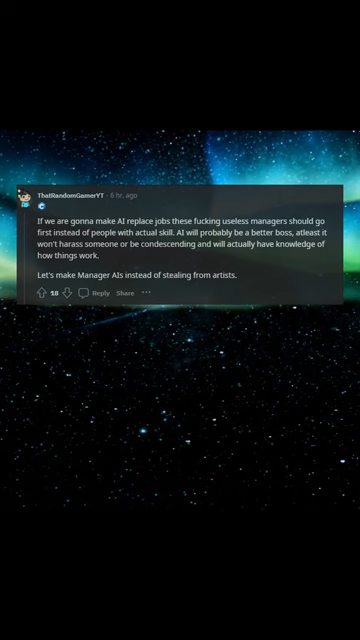 ThatRandomGamerYT · 6 hr. ago
If we are gonna make AI replace jobs these fucking useless managers should go
first instead of people with actual skill. AI will probably be a better boss, atleast it
won't harass someone or be condescending and will actually have knowledge of
how things work.
Let's make Manager AIs instead of stealing from artists.
18 Reply Share ···